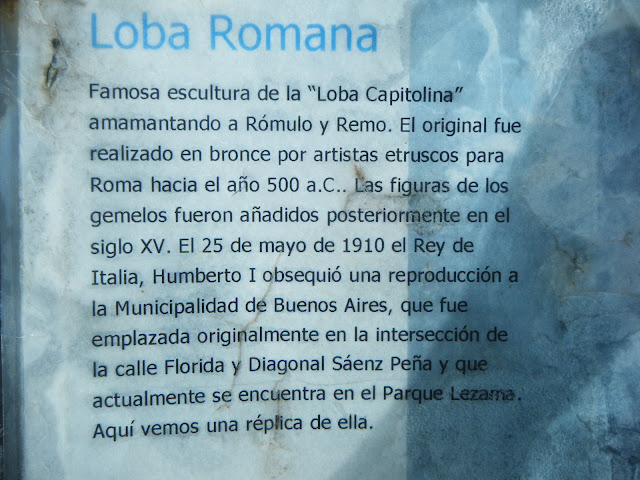 Loba Romana
Famosa escultura de la “Loba Capitolina”
amamantando a Rómulo y Remo. El original fue
realizado en bronce por artistas etruscos para
Roma hacia el año 500 a.C.. Las figuras de los
gemelos fueron añadidos posteriormente en el
siglo XV. El 25 de mayo de 1910 el Rey de
Italia, Humberto I obsequió una reproducción a
la Municipalidad de Buenos Aires, que fue
emplazada originalmente en la intersección de
la calle Florida y Diagonal Sáenz Peña y que
actualmente se encuentra en el Parque Lezama.
Aquí vemos una réplica de ella.